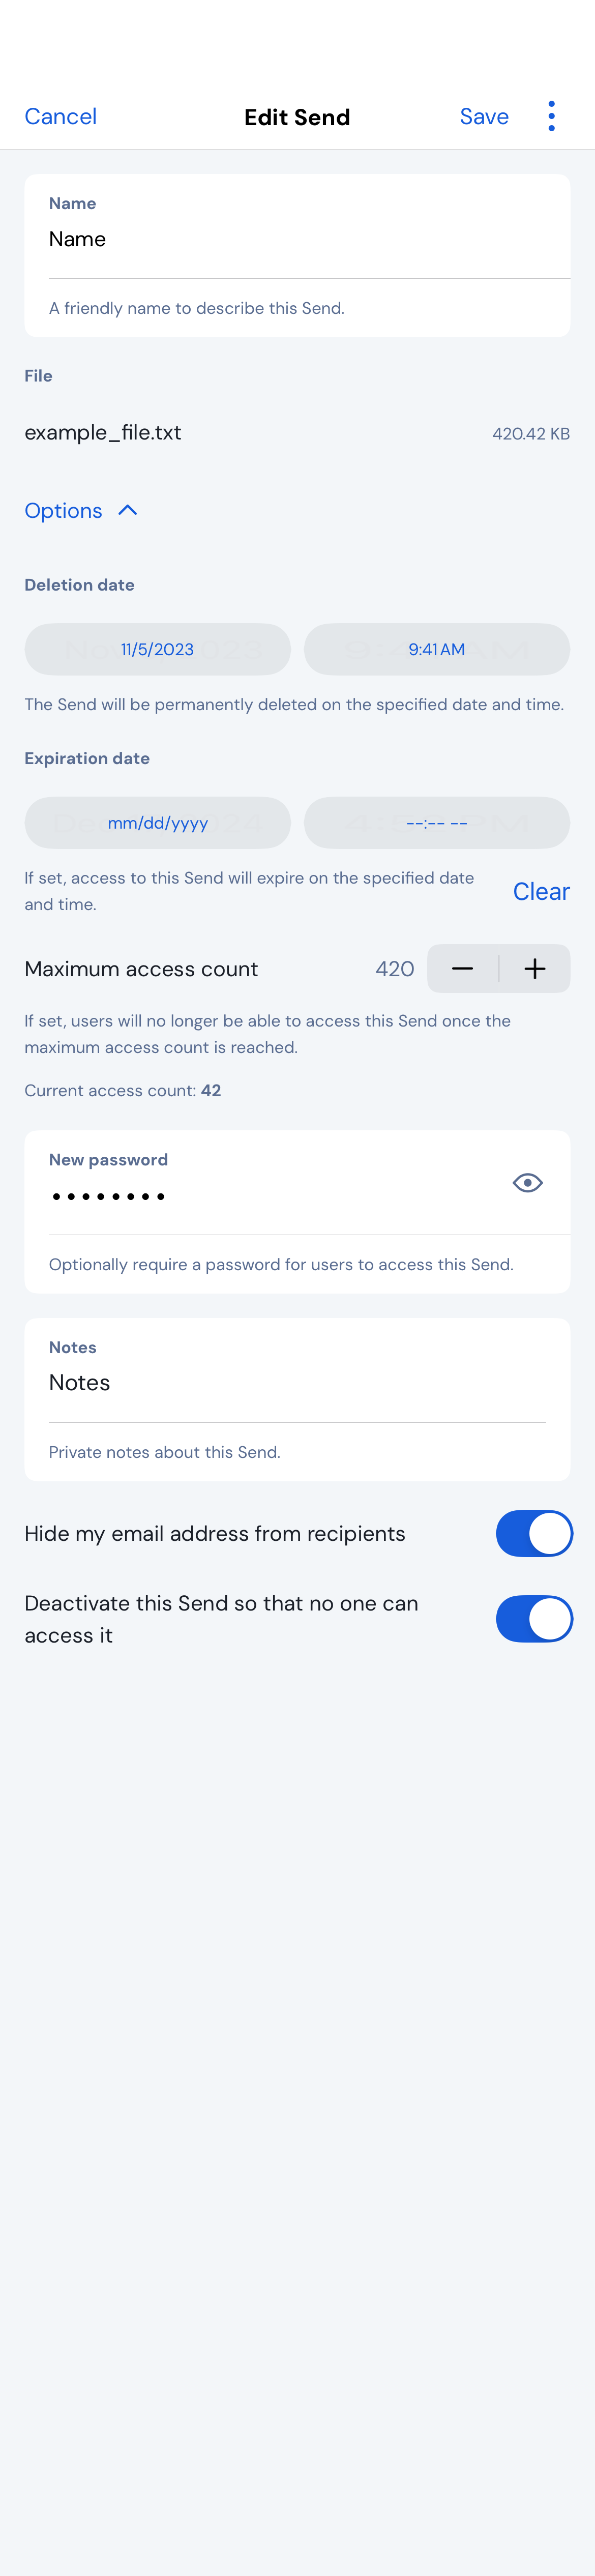 Cancel
Edit Send
Save
Name
Name
A friendly name to describe this Send.
File
example_file.txt
420.42 KB
Options
Deletion date
11/5/2023
9:41 AM
The Send will be permanently deleted on the specified date and time.
Expiration date
mm/dd/yyyy
--:-- --
If set, access to this Send will expire on the specified date
and time.
Clear
Maximum access count
420
If set, users will no longer be able to access this Send once the
maximum access count is reached.
Current access count: 42
New password
Optionally require a password for users to access this Send.
Notes
Notes
Private notes about this Send.
Hide my email address from recipients
Deactivate this Send so that no one can
access it